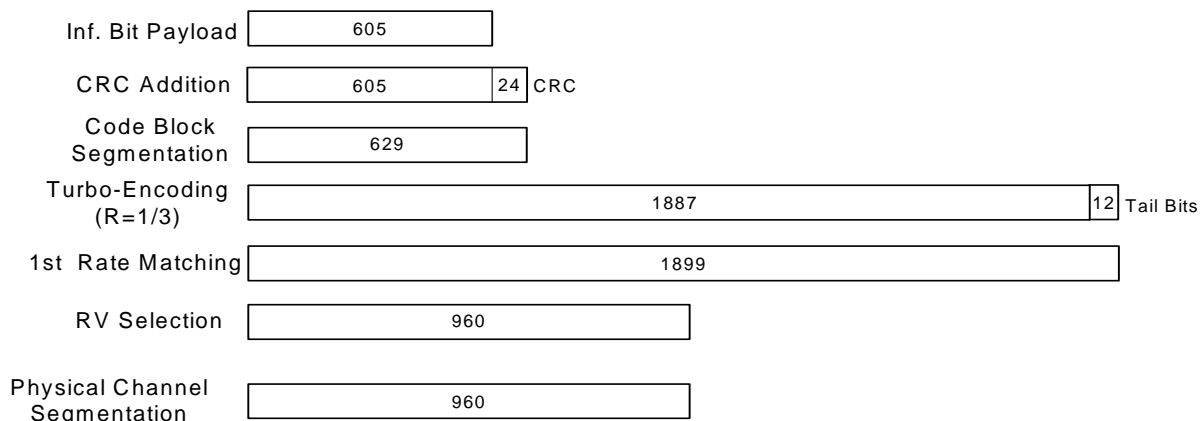 Inf. Bit Payload 605
CRC Addition 605 24 CRC
Code Block
Segmentation 629
Turbo-Encoding
(R=1/3) 1887 12 Tail Bits
1st Rate Matching 1899
RV Selection 960
Physical Channel
Segmentation 960